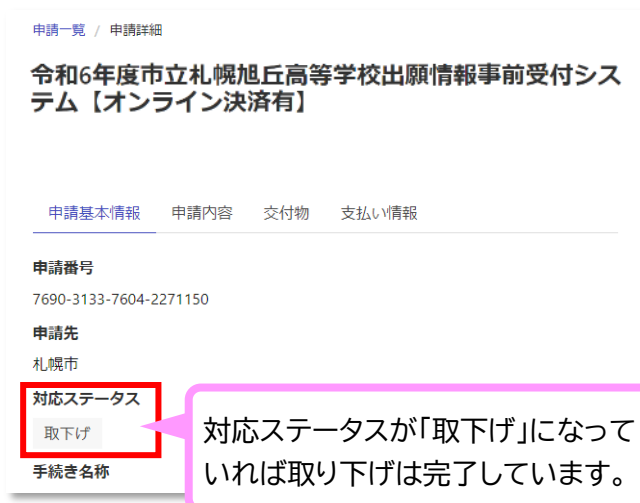 申請一覧 / 申請詳細
令和6年度市立札幌旭丘高等学校出願情報事前受付シス
テム【オンライン決済有】
申請基本情報 申請内容 交付物 支払い情報
申請番号
7690-3133-7604-2271150
申請先
札幌市
対応ステータス
取下げ
対応ステータスが「取下げ」になって
いれば取り下げは完了しています。
手続き名称